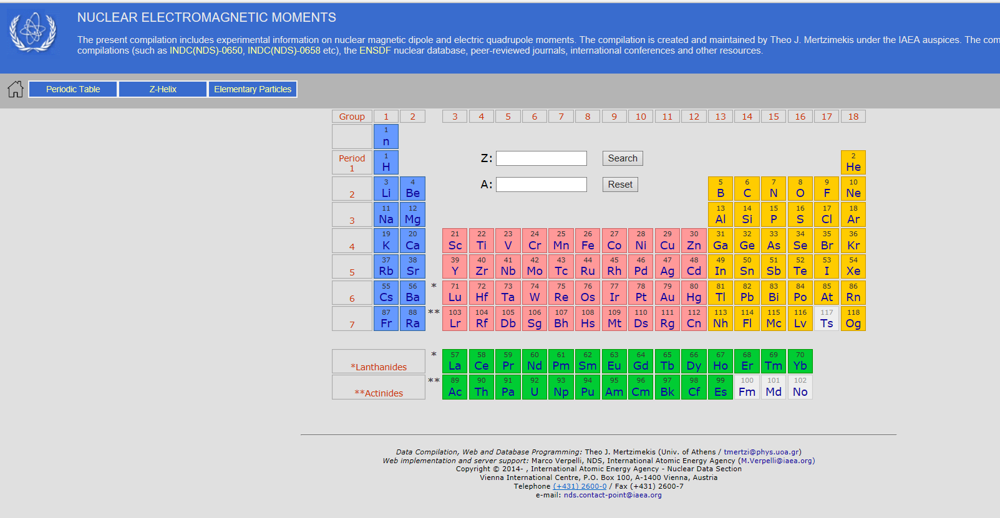 NUCLEAR ELECTROMAGNETIC MOMENTS
The present compilation includes experimental information on nuclear magnetic dipole and electric quadrupole moments. The compilation is created and maintained by Theo J. Mertzimekis under the IAEA auspices. The com
compilations (such as INDC(NDS)-0650, INDC(NDS)-0658 etc), the ENSDF nuclear database, peer-reviewed journals, international conferences and other resources.
Periodic Table Z-Helix Elementary Particles
Group 1 2 3 4 5 6 7 8 9 10 11 12 13 14 15 16 17 18
1
n
Period 1 2
1 H Z: Search He
A: Reset
3 4 5 6 7 8 9 10
2 Li Be B C N O F Ne
11 12 13 14 15 16 17 18
3 Na Mg Al Si P S Cl Ar
19 20 21 22 23 24 25 26 27 28 29 30 31 32 33 34 35 36
4 K Ca Sc Ti V Cr Mn Fe Co Ni Cu Zn Ga Ge As Se Br Kr
37 38 39 40 41 42 43 44 45 46 47 48 49 50 51 52 53 54
5 Rb Sr Y Zr Nb Mo Tc Ru Rh Pd Ag Cd In Sn Sb Te I Xe
55 56 * 71 72 73 74 75 76 77 78 79 80 81 82 83 84 85 86
6 Cs Ba Lu Hf Ta W Re Os Ir Pt Au Hg Tl Pb Bi Po At Rn
87 88 ** 103 104 105 106 107 108 109 110 111 112 113 114 115 116 117 118
7 Fr Ra Lr Rf Db Sg Bh Hs Mt Ds Rg Cn Nh Fl Mc Lv Ts Og
* 57 58 59 60 61 62 63 64 65 66 67 68 69 70
*Lanthanides La Ce Pr Nd Pm Sm Eu Gd Tb Dy Ho Er Tm Yb
** 89 90 91 92 93 94 95 96 97 98 99 100 101 102
**Actinides Ac Th Pa U Np Pu Am Cm Bk Cf Es Fm Md No
Data Compilation, Web and Database Programming: Theo J. Mertzimekis (Univ. of Athens / tmertzi@phys.uoa.gr)
Web implementation and server support: Marco Verpelli, NDS, International Atomic Energy Agency (M.Verpelli@iaea.org)
Copyright © 2014- , International Atomic Energy Agency - Nuclear Data Section
Vienna International Centre, P.O. Box 100, A-1400 Vienna, Austria
Telephone (+431) 2600-0 / Fax (+431) 2600-7
e-mail: nds.contact-point@iaea.org